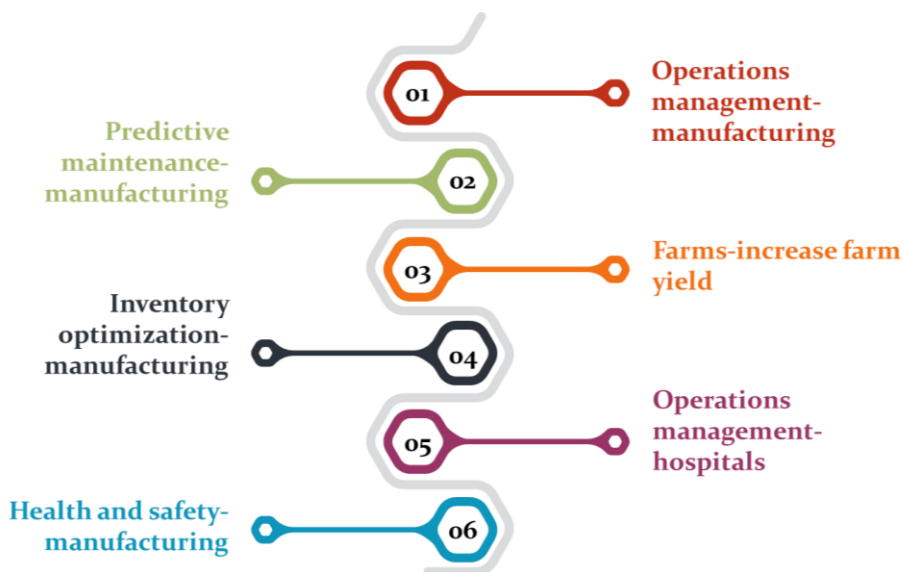 01
Operations
management-
manufacturing
Predictive
maintenance-
manufacturing
02
03
Farms-increase farm
yield
Inventory
optimization-
manufacturing
04
05
Operations
management-
hospitals
Health and safety-
manufacturing
06